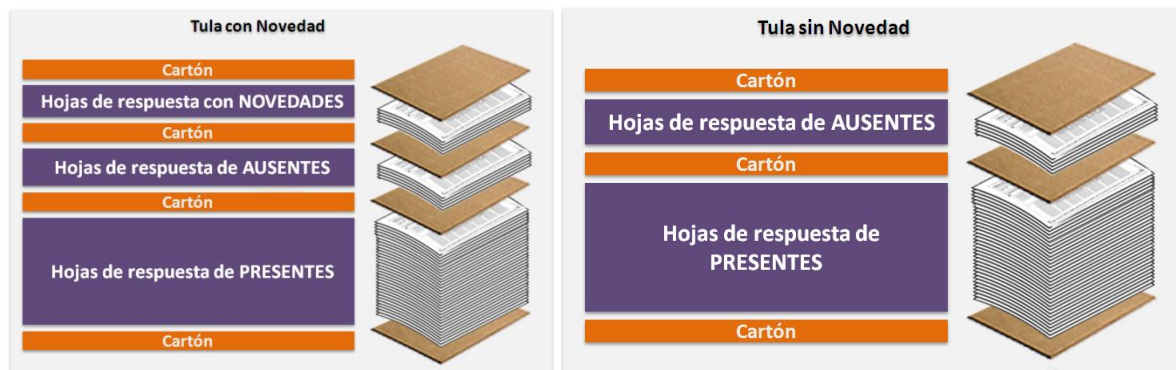 Tula con Novedad
Cartón
Hojas de respuesta con NOVEDADES
Cartón
Hojas de respuesta de AUSENTES
Cartón
Hojas de respuesta de PRESENTES
Cartón
Tula sin Novedad
Cartón
Hojas de respuesta de AUSENTES
Cartón
Hojas de respuesta de
PRESENTES
Cartón